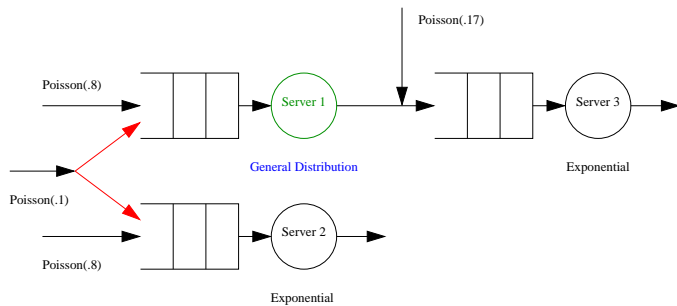 Poisson(.17)
Poisson(.8)
Server 1
Server 3
General Distribution
Exponential
Poisson(.1)
Server 2
Poisson(.8)
Exponential